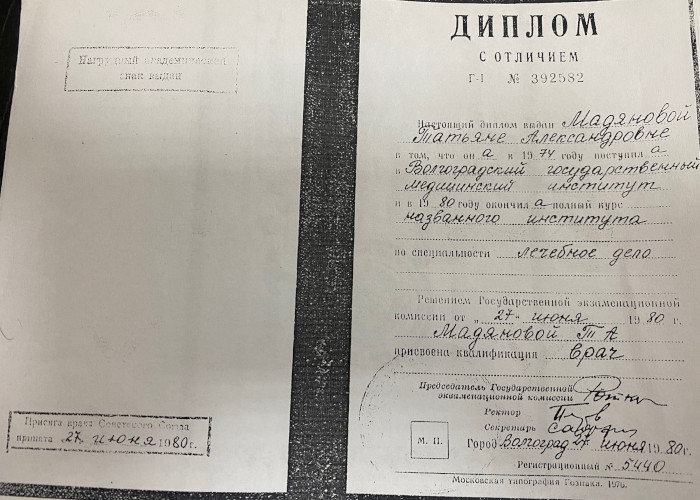 Нагрудный академический
знак выдан
Присяга врача Советского Союза
принята 27 июня 1980 г.
ДИПЛОМ
С ОТЛИЧИЕМ
Г-I № 392582
Настоящий диплом выдан Мадяновой
Татьяне Александровне
в том, что он а в 1974 году поступил а
в Волгоградский государственный
медицинский институт
и в 1980 году окончил а полный курс
названного института
по специальности лечебное дело
Решением Государственной экзаменационной
комиссии от „27" июня 1980 г.
Мадяновой Т А
присвоена квалификация врач
Председатель Государственной
экзаменационной комиссии
Ректор
Секретарь
М. П.
Город Волгоград 27 июня 1980 г.
Регистрационный № 5440
Московская типография Гознака. 1976.